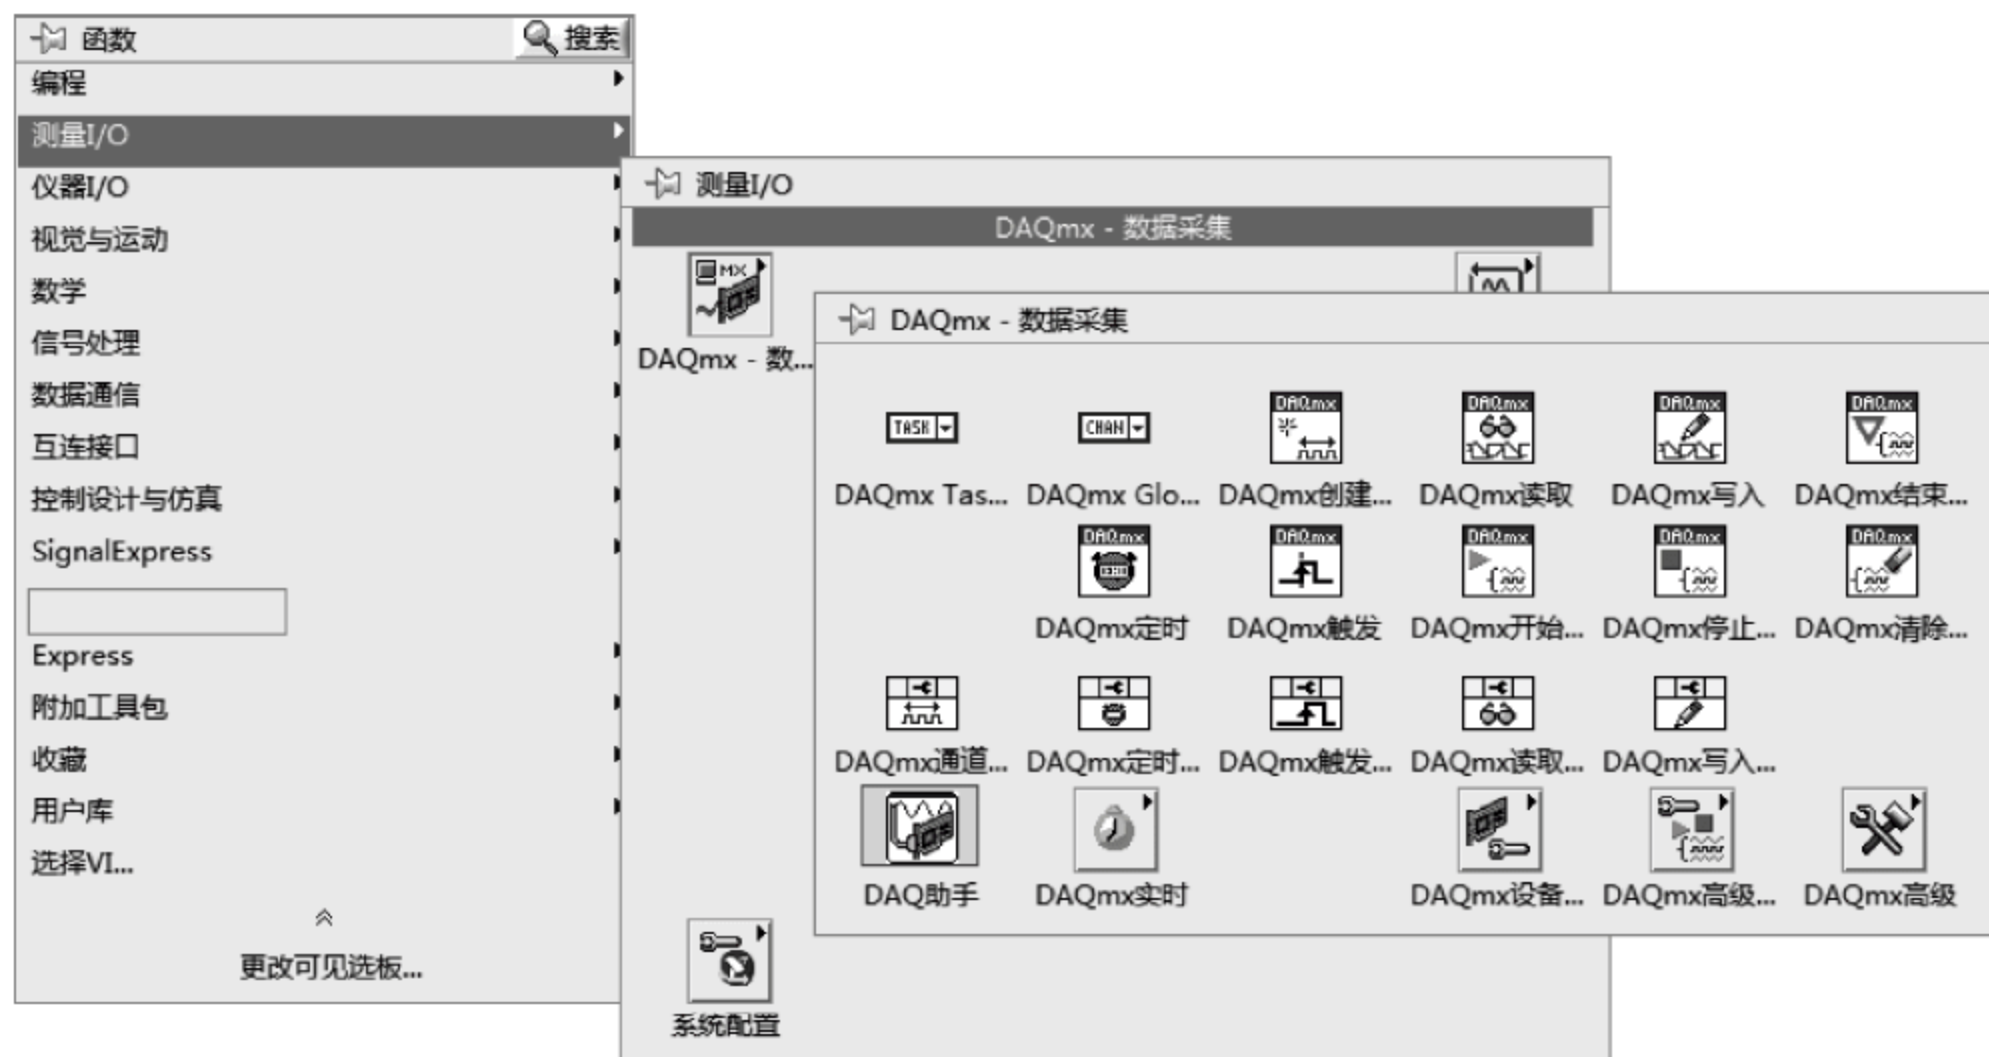 函数
搜索
编程
测量I/O
仪器I/O
视觉与运动
数学
信号处理
数据通信
互连接口
控制设计与仿真
SignalExpress
Express
附加工具包
收藏
用户库
选择VI...
更改可见选板...
测量I/O
DAQmx - 数据采集
MX
DAQmx - 数...
系统配置
DAQmx - 数据采集
TASK
CHAN
DAQmx
DAQmx
DAQmx
DAQmx
DAQmx Tas...
DAQmx Glo...
DAQmx创建...
DAQmx读取
DAQmx写入
DAQmx结束...
DAQmx
DAQmx
DAQmx
DAQmx
DAQmx
DAQmx定时
DAQmx触发
DAQmx开始...
DAQmx停止...
DAQmx清除...
DAQmx通道...
DAQmx定时...
DAQmx触发...
DAQmx读取...
DAQmx写入...
DAQ助手
DAQmx实时
DAQmx设备...
DAQmx高级...
DAQmx高级